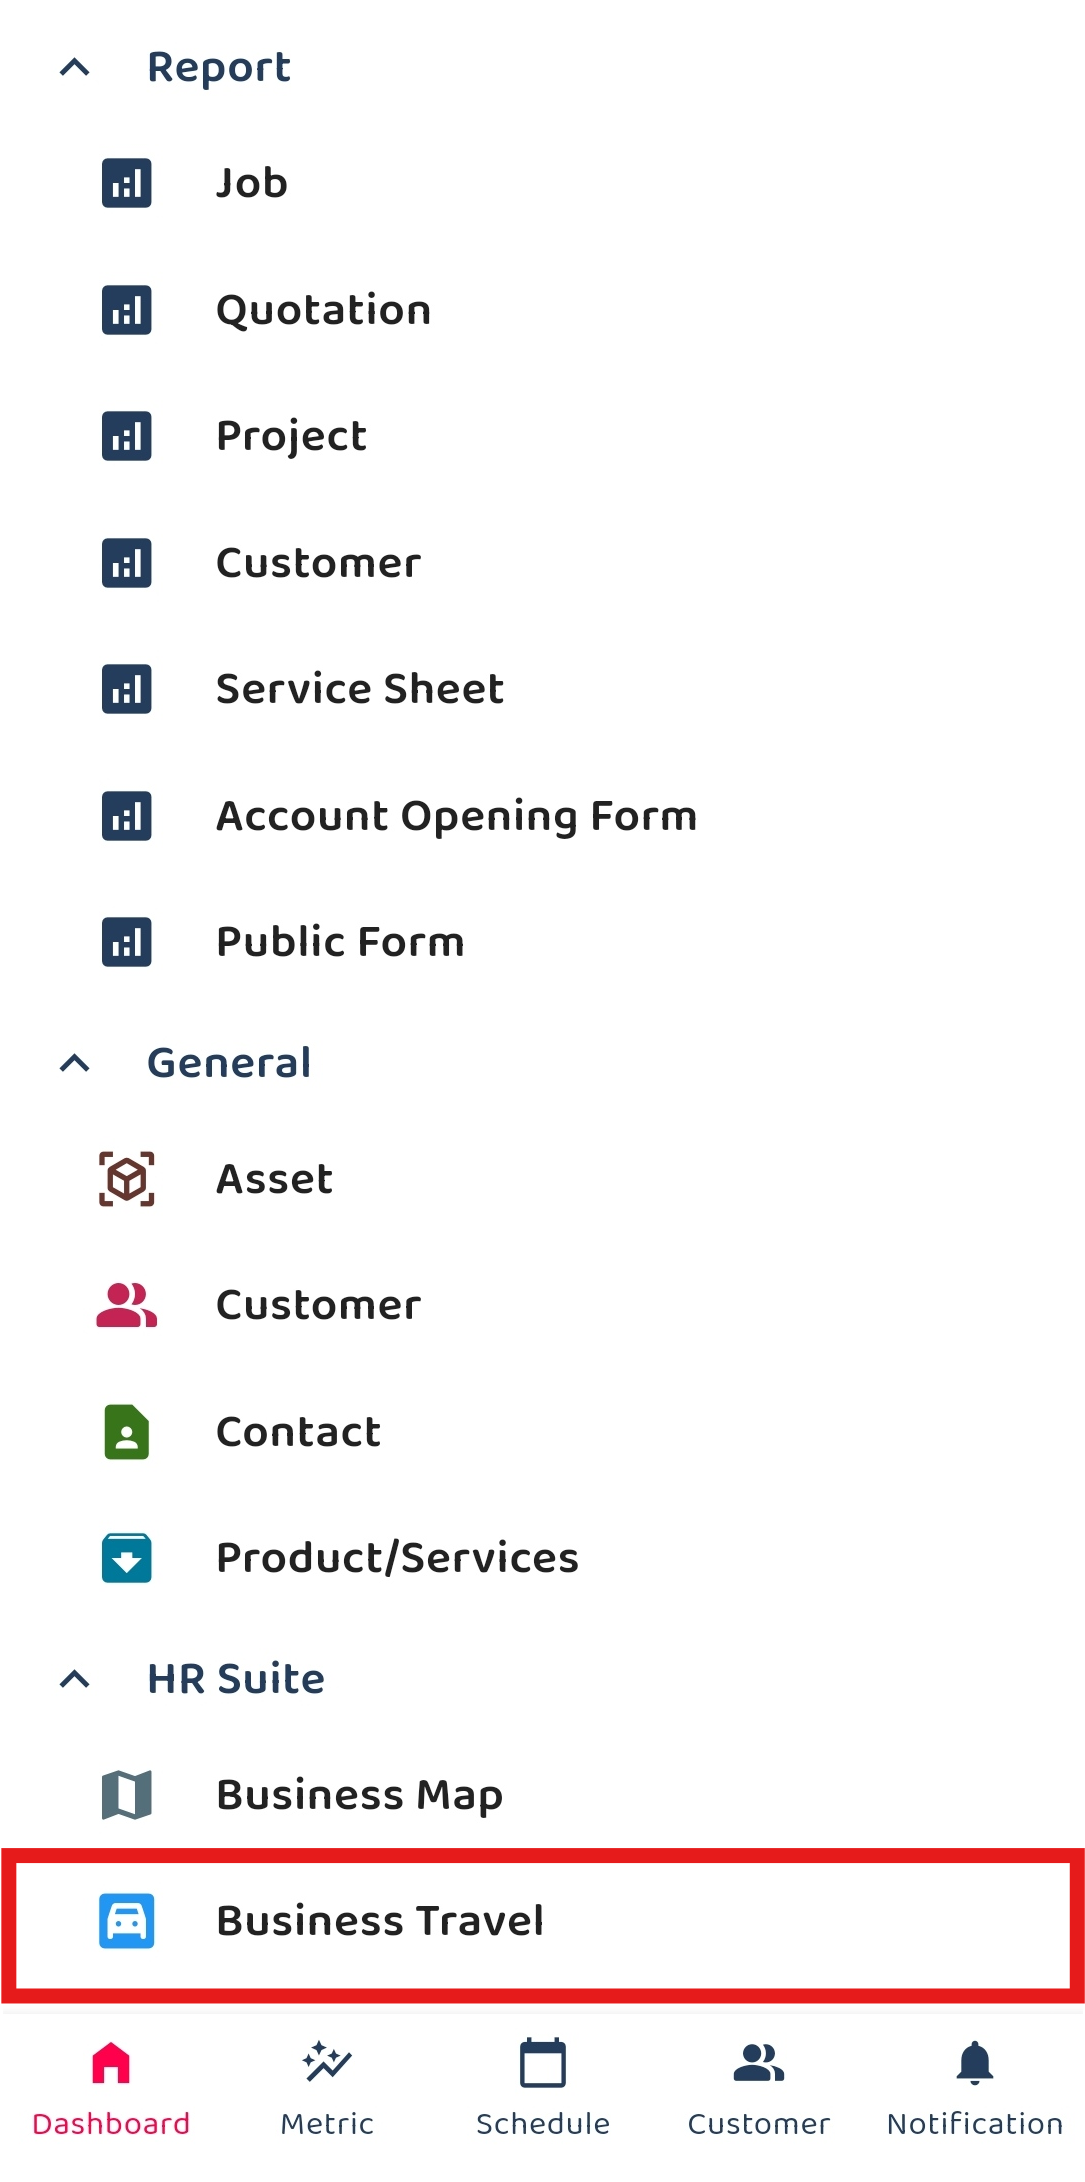 Report
Job
Quotation
Project
Customer
Service Sheet
Account Opening Form
Public Form
General
Asset
Customer
Contact
Product/Services
HR Suite
Business Map
Business Travel
Dashboard Metric Schedule Customer Notification